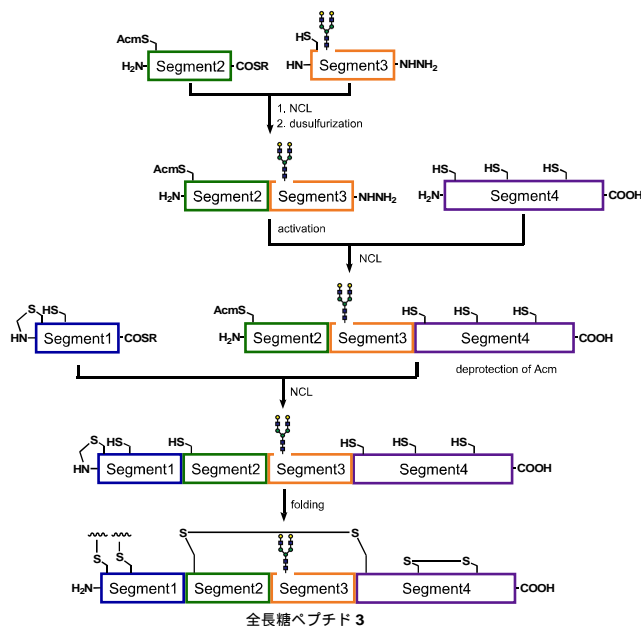 AcmS
HS
H2N Segment2 COSR HN Segment3 NHNH2
1. NCL
2. dusulfurization
AcmS
HS HS HS
H2N Segment2 Segment3 NHNH2 H2N Segment4 COOH
activation
NCL
S HS AcmS HS HS HS
HN Segment1 COSR H2N Segment2 Segment3 Segment4 COOH
deprotection of Acm
NCL
S HS HS HS HS HS
HN Segment1 Segment2 Segment3 Segment4 COOH
folding
S S S S S S
H2N Segment1 Segment2 Segment3 Segment4 COOH
全長糖ペプチド 3